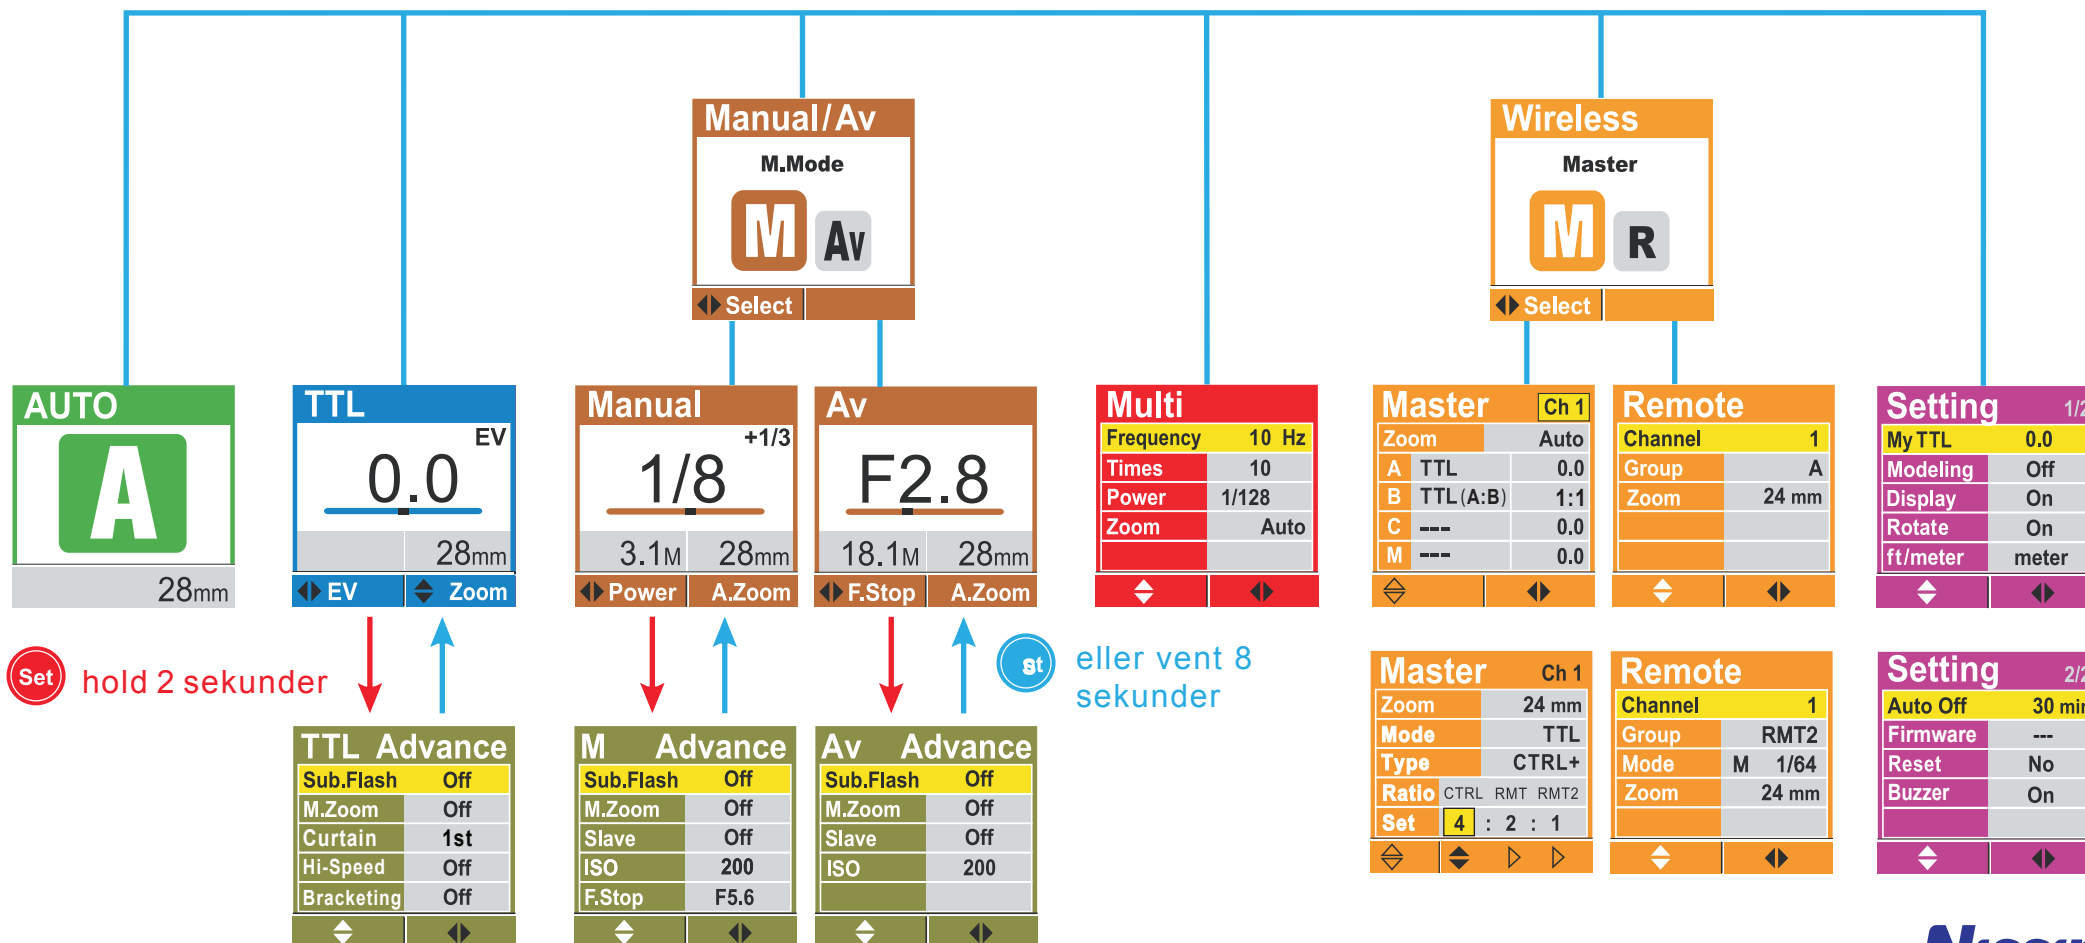 Manual/Av
M.Mode
M Av
Select
Wireless
Master
M R
Select
AUTO
A
28mm
TTL
EV
0.0
28mm
EV Zoom
Manual
+1/3
1/8
3.1M 28mm
Power A.Zoom
Av
F2.8
18.1M 28mm
F.Stop A.Zoom
Multi
Frequency 10 Hz
Times 10
Power 1/128
Zoom Auto
Master Ch 1
Zoom Auto
A TTL 0.0
B TTL(A:B) 1:1
C --- 0.0
M --- 0.0
Remote
Channel 1
Group A
Zoom 24 mm
Setting
My TTL 0.0
Modeling Off
Display On
Rotate On
ft/meter meter
Set hold 2 sekunder
eller vent 8
sekunder
TTL Advance
Sub.Flash Off
M.Zoom Off
Curtain 1st
Hi-Speed Off
Bracketing Off
M Advance
Sub.Flash Off
M.Zoom Off
Slave Off
ISO 200
F.Stop F5.6
Av Advance
Sub.Flash Off
M.Zoom Off
Slave Off
ISO 200
Master Ch 1
Zoom 24 mm
Mode TTL
Type CTRL+
Ratio CTRL RMT RMT2
Set 4 : 2 : 1
Remote
Channel 1
Group RMT2
Mode M 1/64
Zoom 24 mm
Setting
Auto Off 30
Firmware ---
Reset No
Buzzer On